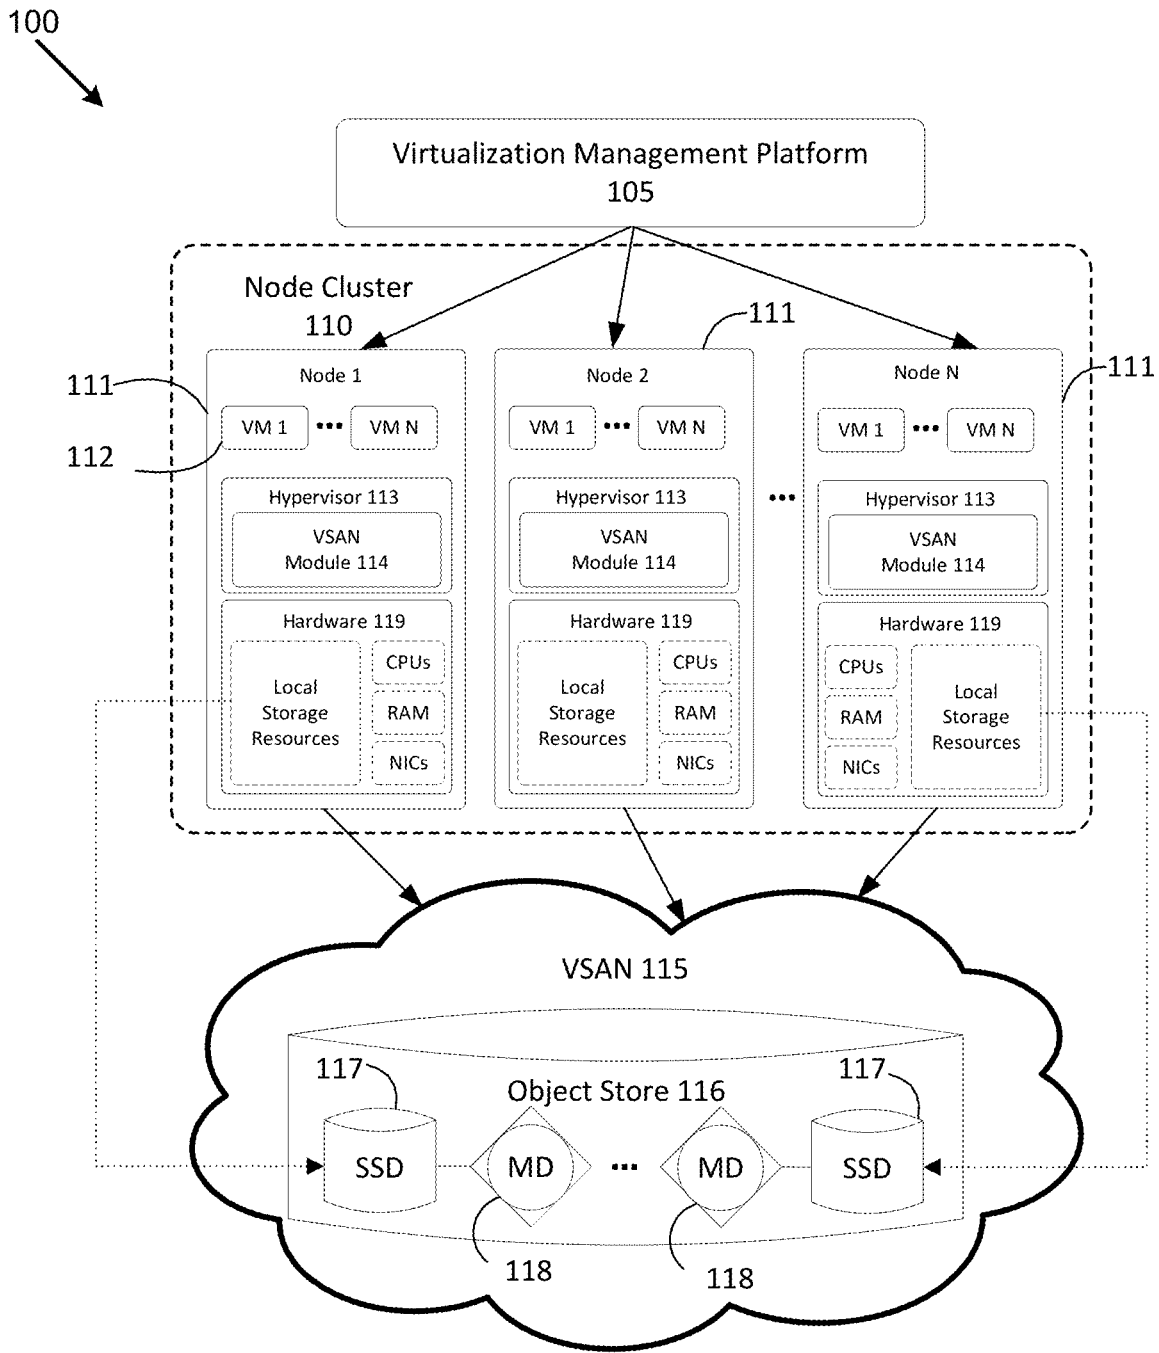 100
Virtualization Management Platform
105
Node Cluster
110
111
111
111
112
Node 1
VM 1 ••• VM N
Hypervisor 113
VSAN
Module 114
Hardware 119
Local
Storage
Resources
CPUs
RAM
NICs
Node 2
VM 1 ••• VM N
Hypervisor 113
VSAN
Module 114
Hardware 119
Local
Storage
Resources
CPUs
RAM
NICs
•••
Node N
VM 1 ••• VM N
Hypervisor 113
VSAN
Module 114
Hardware 119
CPUs
RAM
NICs
Local
Storage
Resources
VSAN 115
117
117
Object Store 116
SSD MD ••• MD SSD
118
118